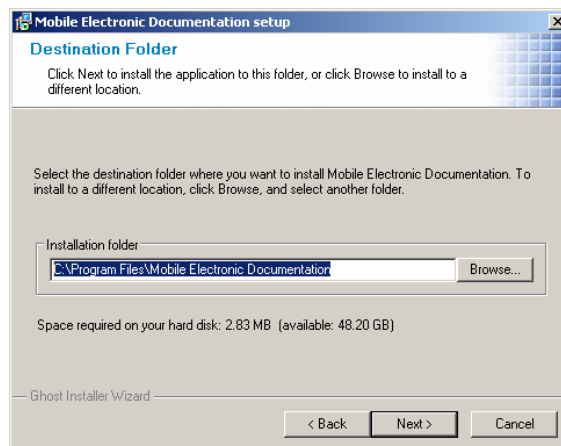 Mobile Electronic Documentation setup
Destination Folder
Click Next to install the application to this folder, or click Browse to install to a
different location.
Select the destination folder where you want to install Mobile Electronic Documentation. To
install to a different location, click Browse, and select another folder.
Installation folder
C:\Program Files\Mobile Electronic Documentation
Browse...
Space required on your hard disk: 2.83 MB  (available: 48.20 GB)
Ghost Installer Wizard
< Back
Next >
Cancel